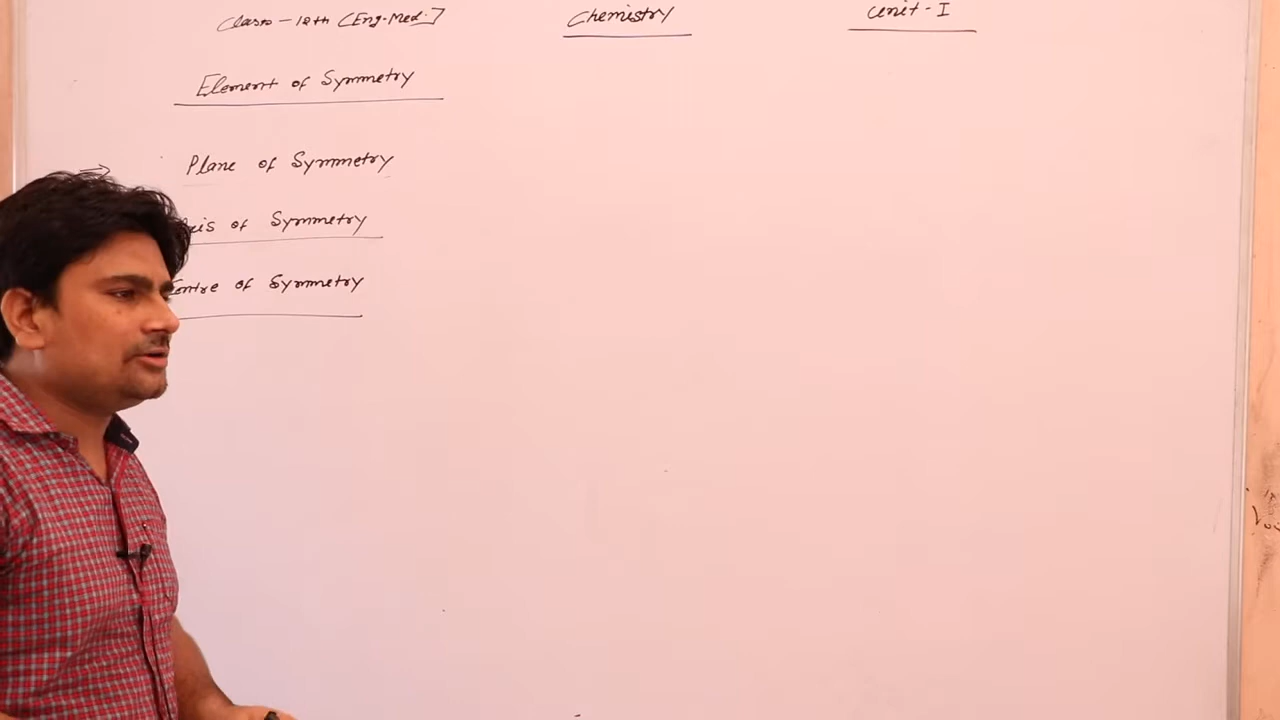 Class - 12th [Eng-Med.] Chemistry Unit - I
Element of Symmetry
→ Plane of Symmetry
of Symmetry
of Symmetry